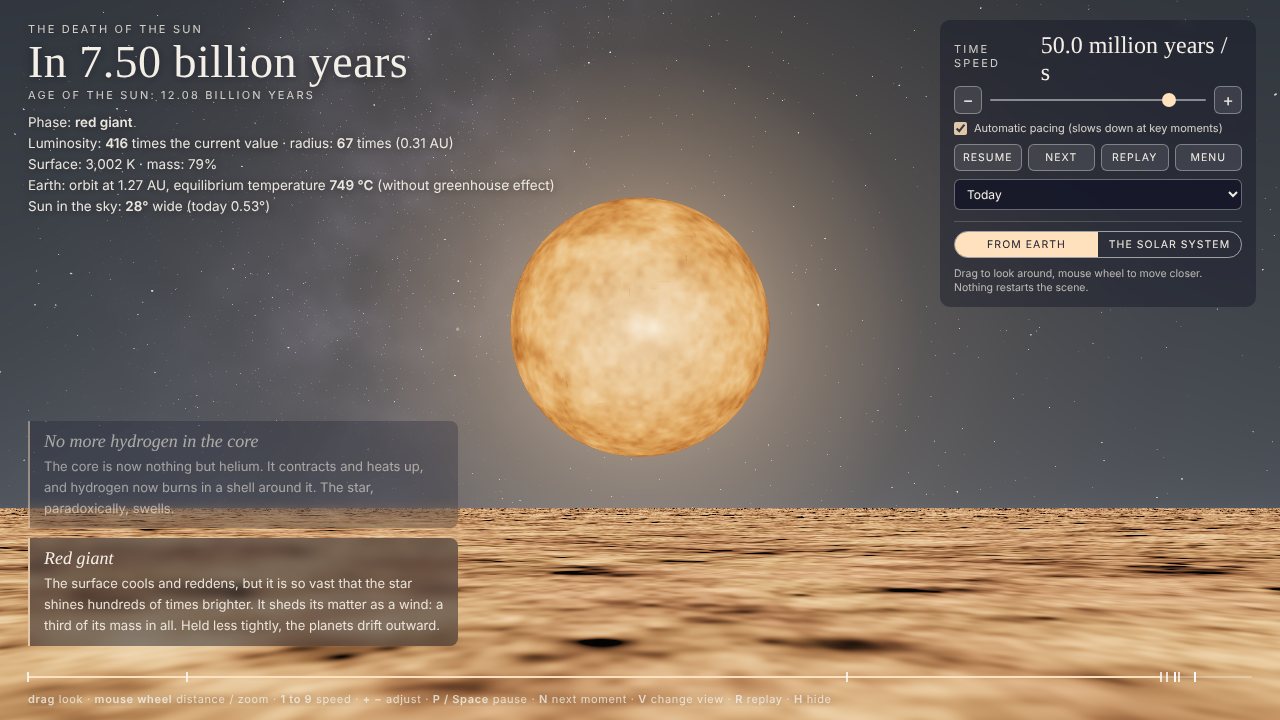 THE DEATH OF THE SUN
In 7.50 billion years
AGE OF THE SUN: 12.08 BILLION YEARS
Phase: red giant
Luminosity: 416 times the current value · radius: 67 times (0.31 AU)
Surface: 3,002 K · mass: 79%
Earth: orbit at 1.27 AU, equilibrium temperature 749 °C (without greenhouse effect)
Sun in the sky: 28° wide (today 0.53°)
TIME SPEED
50.0 million years / s
− +
Automatic pacing (slows down at key moments)
RESUME NEXT REPLAY MENU
Today
FROM EARTH THE SOLAR SYSTEM
Drag to look around, mouse wheel to move closer.
Nothing restarts the scene.
No more hydrogen in the core
The core is now nothing but helium. It contracts and heats up,
and hydrogen now burns in a shell around it. The star,
paradoxically, swells.
Red giant
The surface cools and reddens, but it is so vast that the star
shines hundreds of times brighter. It sheds its matter as a wind: a
third of its mass in all. Held less tightly, the planets drift outward.
drag look · mouse wheel distance / zoom · 1 to 9 speed · + − adjust · P / Space pause · N next moment · V change view · R replay · H hide